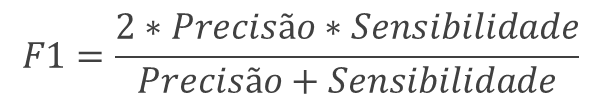 2 * Precisão * Sensibilidade
F1 =
Precisão + Sensibilidade